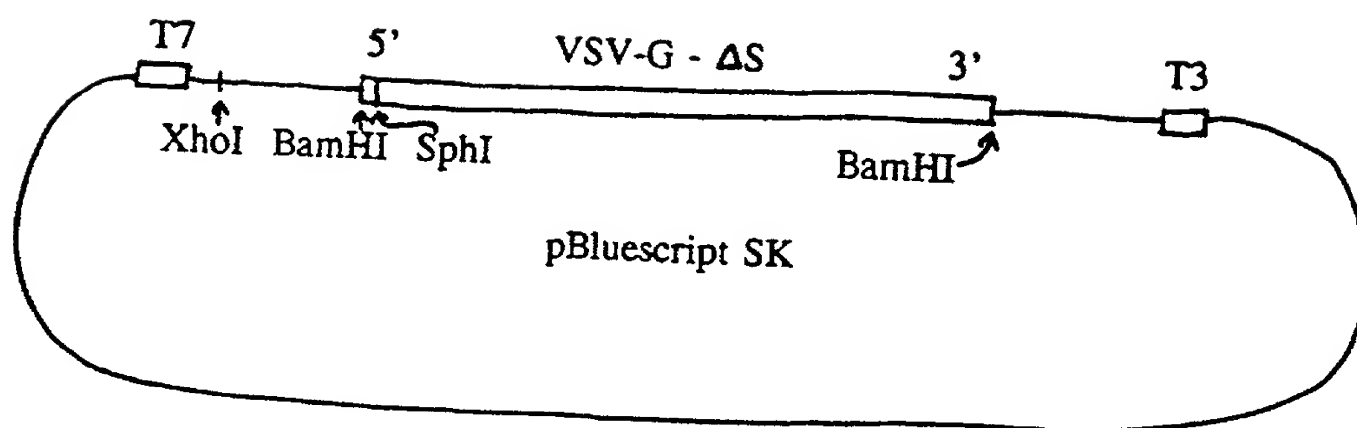 T7 5' VSV-G - ΔS 3' T3
XhoI BamHI SphI BamHI
pBluescript SK